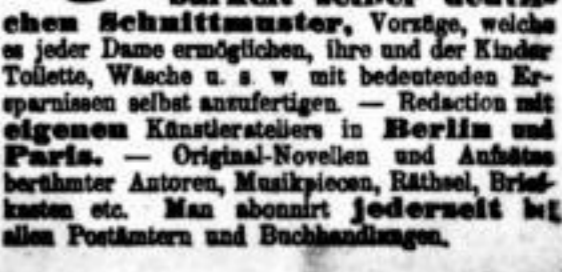 chen Schnittmuster, Vorzüge, welche
es jeder Dame ermöglichen, ihre und der Kinder
Toilette, Wäsche u. s. w mit bedeutenden Er-
sparnissen selbst anzufertigen. — Redaction mit
eigenen Künstlerateliers in Berlin und
Paris. — Original-Novellen und Aufsätze
berühmter Autoren, Musikpiecen, Räthsel, Brief-
kasten etc. Man abonnirt jederzeit bei
allen Postämtern und Buchhandlungen.